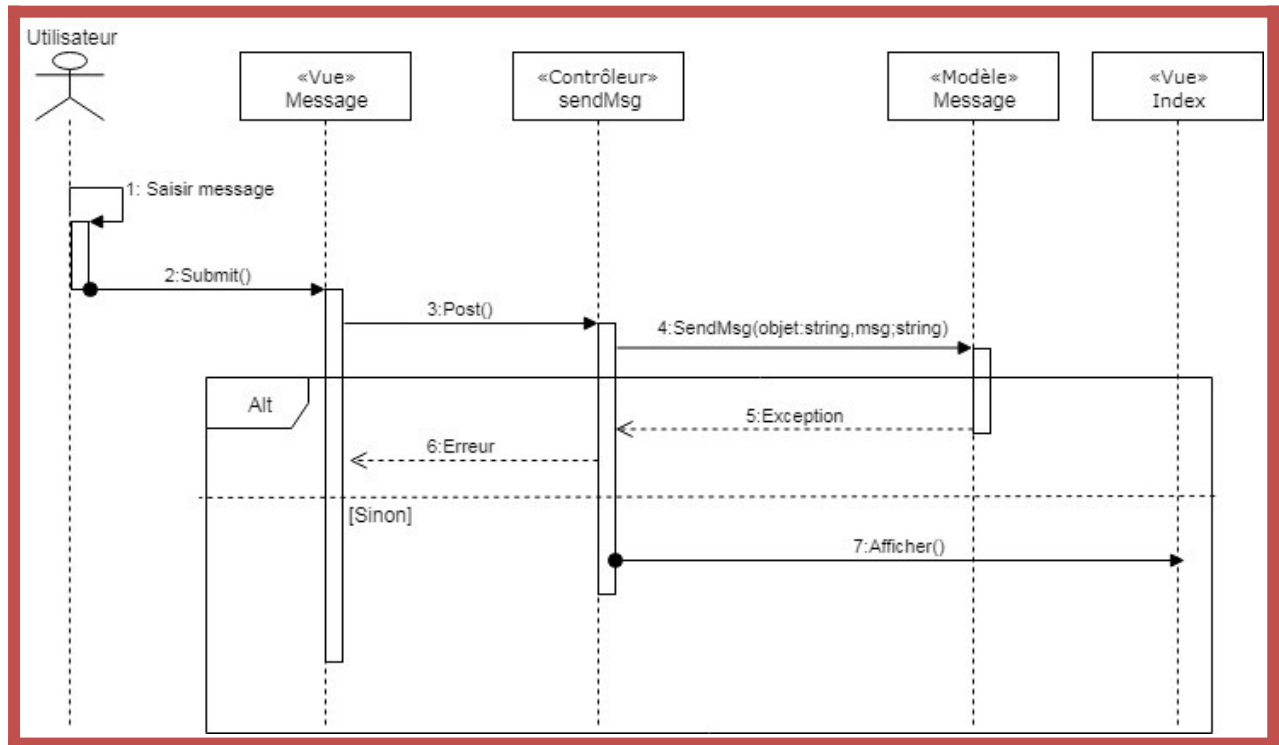 Utilisateur
«Vue»
Message
«Contrôleur»
sendMsg
«Modèle»
Message
«Vue»
Index
1: Saisir message
2:Submit()
3:Post()
4:SendMsg(objet:string,msg;string)
Alt
5:Exception
6:Erreur
[Sinon]
7:Afficher()